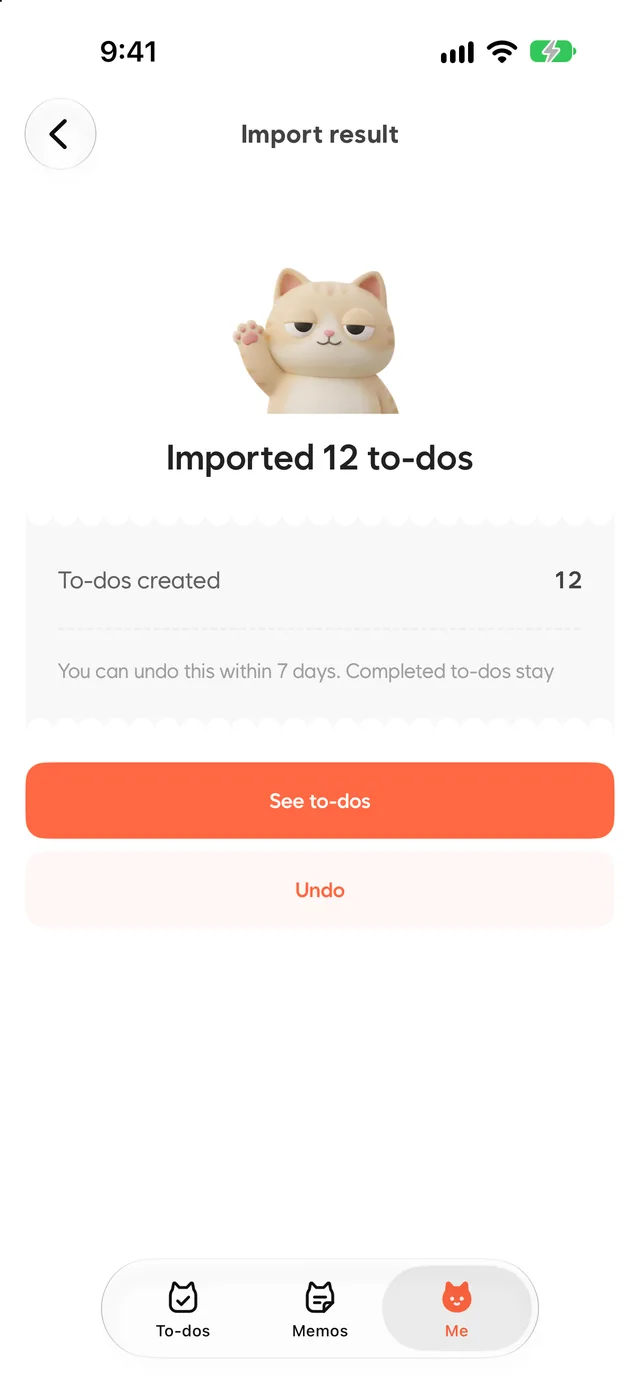 9:41
Import result
Imported 12 to-dos
To-dos created 12
You can undo this within 7 days. Completed to-dos stay
See to-dos
Undo
To-dos Memos Me